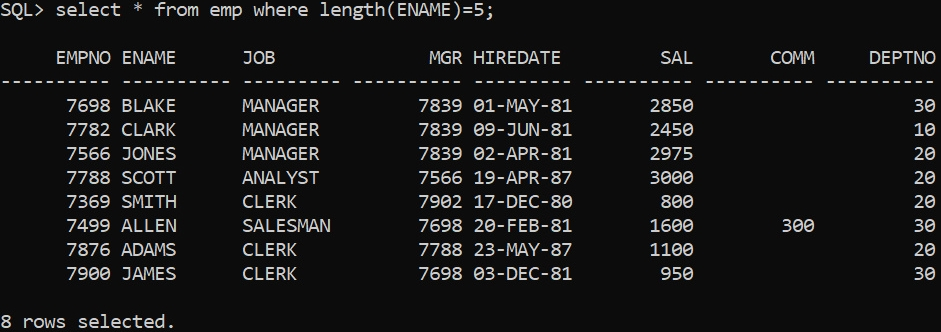 SQL> select * from emp where length(ENAME)=5;
     EMPNO ENAME      JOB              MGR HIREDATE         SAL       COMM     DEPTNO
---------- ---------- --------- ---------- --------- ---------- ---------- ----------
      7698 BLAKE      MANAGER         7839 01-MAY-81       2850                    30
      7782 CLARK      MANAGER         7839 09-JUN-81       2450                    10
      7566 JONES      MANAGER         7839 02-APR-81       2975                    20
      7788 SCOTT      ANALYST         7566 19-APR-87       3000                    20
      7369 SMITH      CLERK           7902 17-DEC-80        800                    20
      7499 ALLEN      SALESMAN        7698 20-FEB-81       1600        300         30
      7876 ADAMS      CLERK           7788 23-MAY-87       1100                    20
      7900 JAMES      CLERK           7698 03-DEC-81        950                    30
8 rows selected.